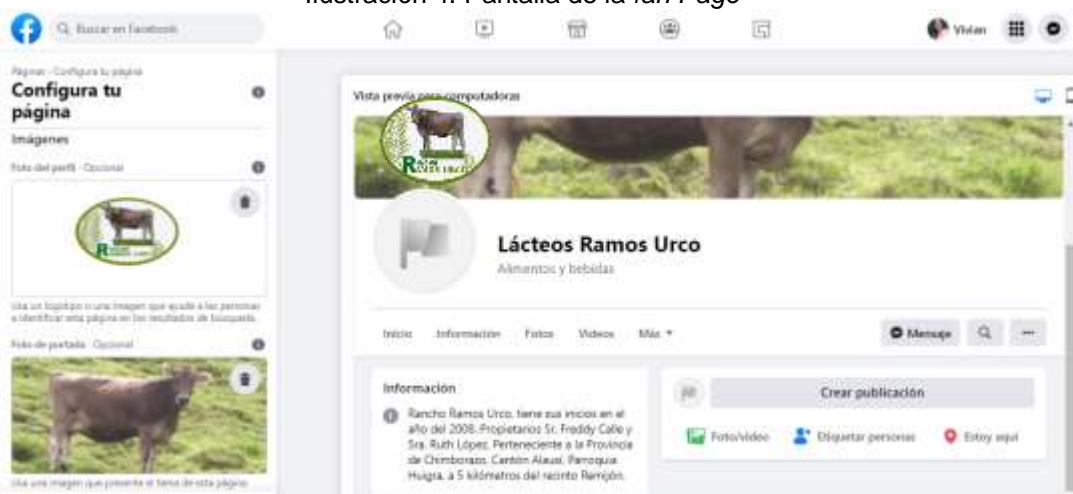 Ilustración 4. Pantalla de la fan Page
Buscar en Facebook
Vivian
Páginas · Configura tu página
Configura tu
página
Imágenes
Foto del perfil · Opcional
Usa un logotipo o una imagen que ayude a las personas
a identificar esta página en los resultados de búsqueda.
Foto de portada · Opcional
Usa una imagen que presente el tema de esta página
Vista previa para computadoras
Lácteos Ramos Urco
Alimentos y bebidas
Inicio Información Fotos Videos Más
Mensaje
Información
Rancho Ramos Urco, tiene sus inicios en el
año del 2008. Propietarios Sr. Freddy Calle y
Sra. Ruth López. Perteneciente a la Provincia
de Chimborazo, Cantón Alausí, Parroquia
Huigra, a 5 kilómetros del recinto
Crear publicación
Foto/video Etiquetar personas Estoy aquí